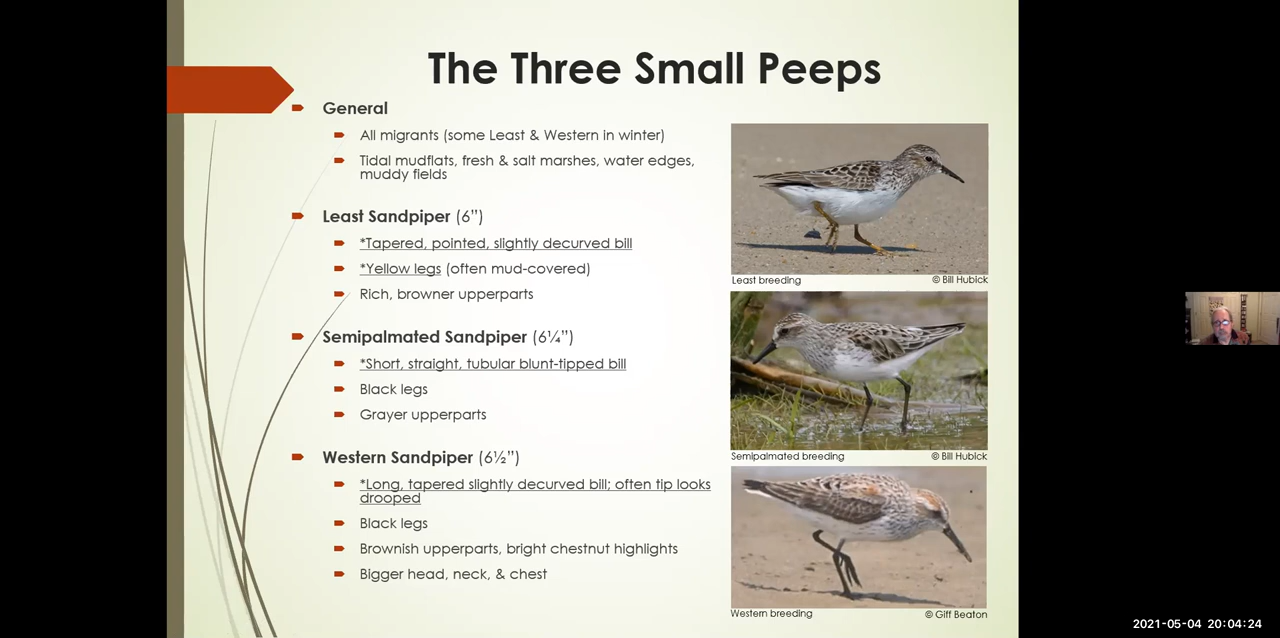 The Three Small Peeps
General
All migrants (some Least & Western in winter)
Tidal mudflats, fresh & salt marshes, water edges,
muddy fields
Least Sandpiper (6”)
*Tapered, pointed, slightly decurved bill
*Yellow legs (often mud-covered)
Rich, browner upperparts
Semipalmated Sandpiper (6¼”)
*Short, straight, tubular blunt-tipped bill
Black legs
Grayer upperparts
Western Sandpiper (6½”)
*Long, tapered slightly decurved bill; often tip looks
drooped
Black legs
Brownish upperparts, bright chestnut highlights
Bigger head, neck, & chest
Least breeding © Bill Hubick
Semipalmated breeding © Bill Hubick
Western breeding © Giff Beaton
2021-05-04 20:04:24